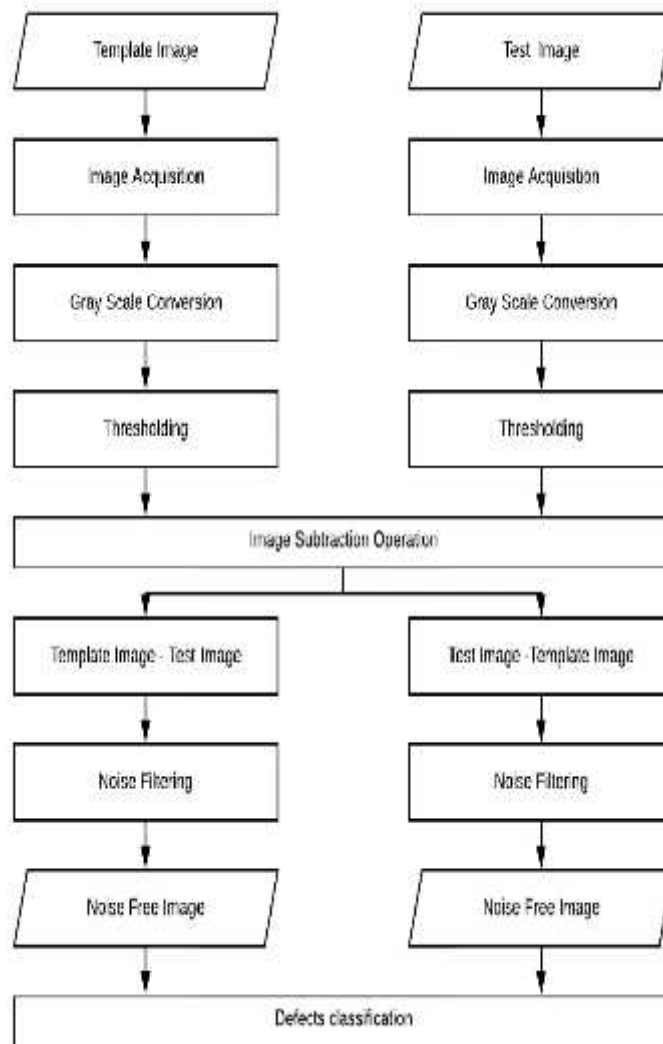 Template Image
Test Image
Image Acquisition
Image Acquisition
Gray Scale Conversion
Gray Scale Conversion
Thresholding
Thresholding
Image Subtraction Operation
Template Image - Test Image
Test Image -Template Image
Noise Filtering
Noise Filtering
Noise Free Image
Noise Free Image
Defects classification